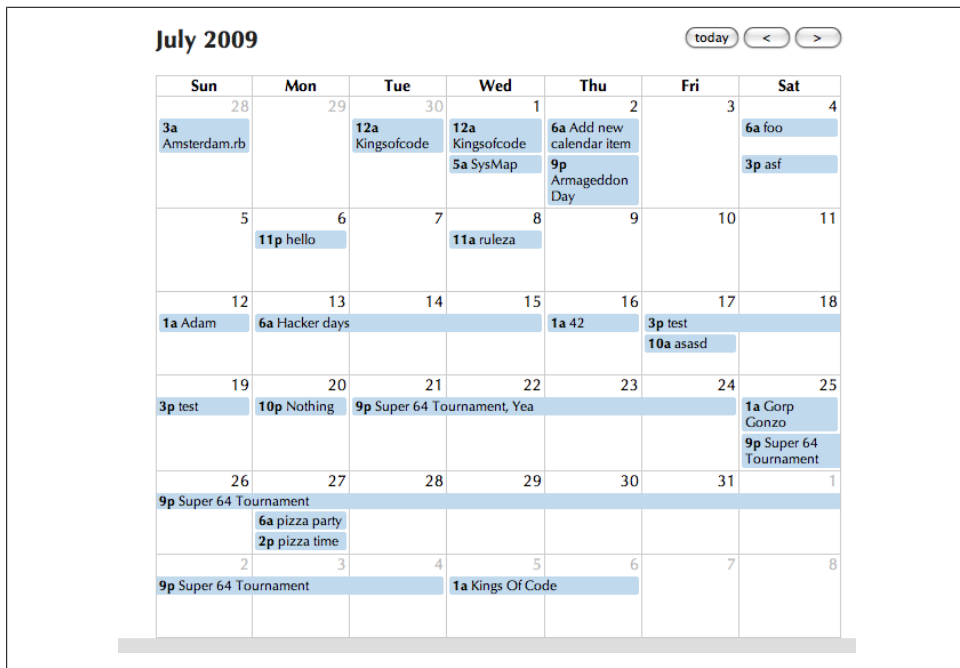 July 2009
today < >
Sun Mon Tue Wed Thu Fri Sat
28 29 30 1 2 3 4
3a
Amsterdam.rb
12a
Kingsofcode
12a
Kingsofcode
5a SysMap
6a Add new
calendar item
9p
Armageddon
Day
6a foo
3p asf
5 6 7 8 9 10 11
11p hello
11a ruleza
12 13 14 15 16 17 18
1a Adam
6a Hacker days
1a 42
3p test
10a asasd
19 20 21 22 23 24 25
3p test
10p Nothing
9p Super 64 Tournament, Yea
1a Gorp
Gonzo
9p Super 64
Tournament
26 27 28 29 30 31 1
9p Super 64 Tournament
6a pizza party
2p pizza time
2 3 4 5 6 7 8
9p Super 64 Tournament
1a Kings Of Code